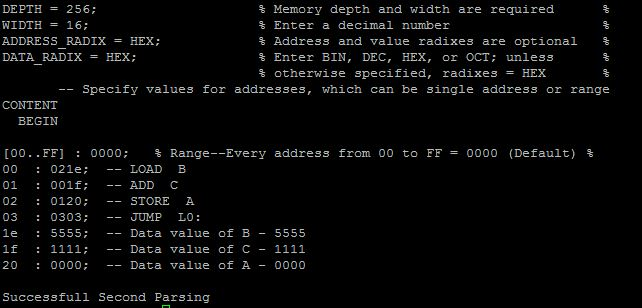 DEPTH = 256; % Memory depth and width are required %
WIDTH = 16; % Enter a decimal number %
ADDRESS_RADIX = HEX; % Address and value radixes are optional %
DATA_RADIX = HEX; % Enter BIN, DEC, HEX, or OCT; unless %
% otherwise specified, radixes = HEX %
-- Specify values for addresses, which can be single address or range
CONTENT
BEGIN
[00..FF] : 0000; % Range--Every address from 00 to FF = 0000 (Default) %
00 : 021e; -- LOAD B
01 : 001f; -- ADD C
02 : 0120; -- STORE A
03 : 0303; -- JUMP L0:
1e : 5555; -- Data value of B - 5555
1f : 1111; -- Data value of C - 1111
20 : 0000; -- Data value of A - 0000
Successfull Second Parsing